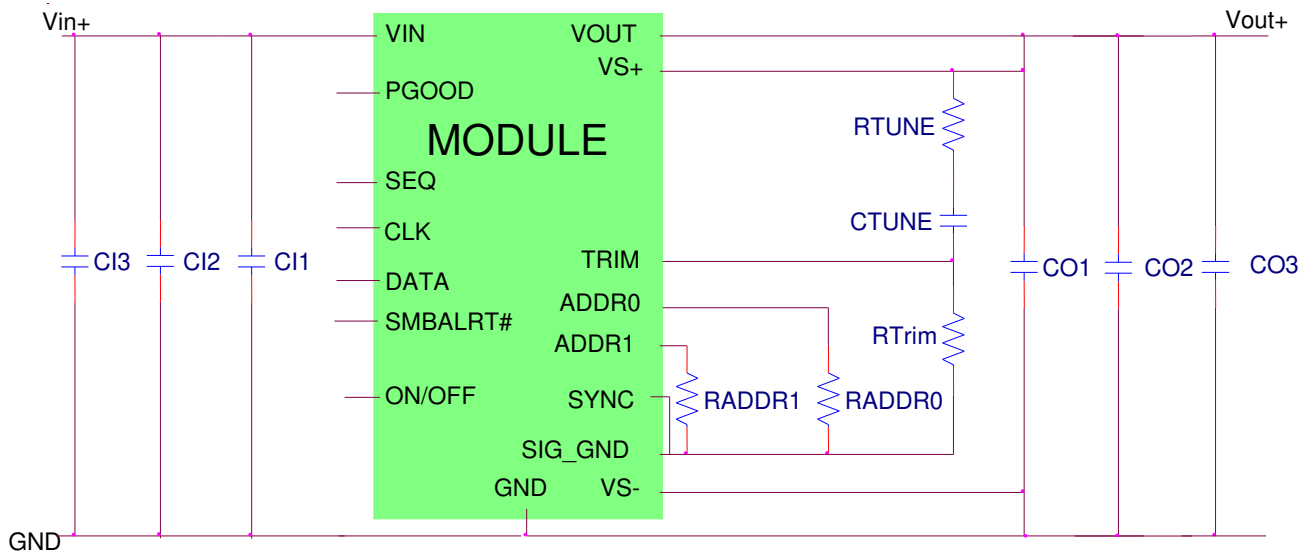 Vin+
VIN
VOUT
Vout+
VS+
PGOOD
RTUNE
MODULE
SEQ
CTUNE
CLK
TRIM
CI3
CI2
CI1
CO1
CO2
CO3
DATA
ADDR0
SMBALRT#
RTrim
ADDR1
ON/OFF
SYNC
RADDR1
RADDR0
SIG_GND
GND
VS-
GND